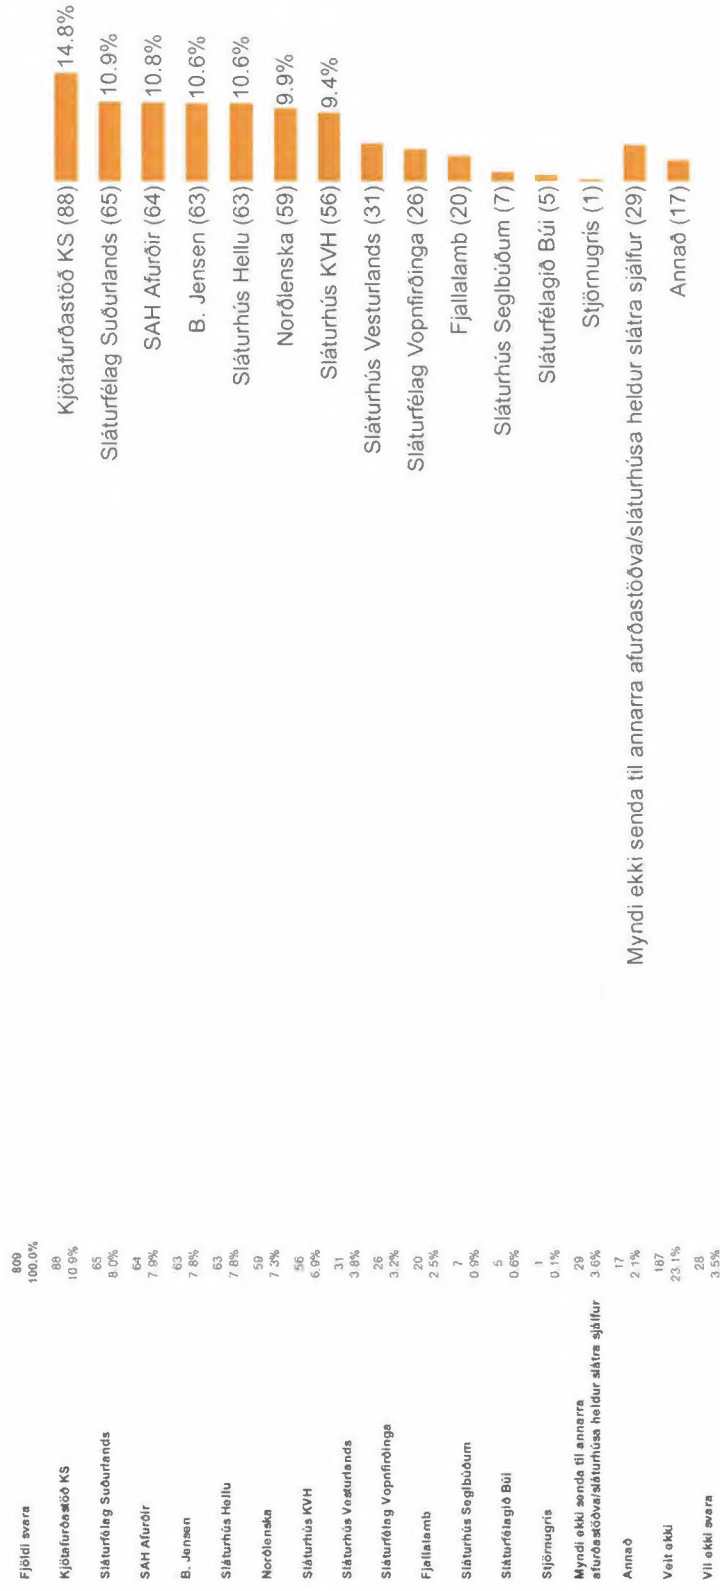 Fjöldi svara
809
100.0%
Kjötafurðastöð KS
88
10.9%
Sláturfélag Suðurlands
65
8.0%
SAH Afurðir
64
7.9%
B. Jensen
63
7.8%
Sláturhús Hellu
63
7.8%
Norðlenska
59
7.3%
Sláturhús KVH
56
6.9%
Sláturhús Vesturlands
31
3.8%
Sláturfélag Vopnfirðinga
26
3.2%
Fjallalamb
20
2.5%
Sláturhús Seglbúðum
7
0.9%
Sláturfélagið Búi
5
0.6%
Stjörnugrís
1
0.1%
Myndi ekki senda til annarra
afurðastöðva/sláturhúsa heldur slátra sjálfur
29
3.6%
Annað
17
2.1%
Veit ekki
187
23.1%
Vil ekki svara
28
3.5%
Kjötafurðastöð KS (88) 14.8%
Sláturfélag Suðurlands (65) 10.9%
SAH Afurðir (64) 10.8%
B. Jensen (63) 10.6%
Sláturhús Hellu (63) 10.6%
Norðlenska (59) 9.9%
Sláturhús KVH (56) 9.4%
Sláturhús Vesturlands (31)
Sláturfélag Vopnfirðinga (26)
Fjallalamb (20)
Sláturhús Seglbúðum (7)
Sláturfélagið Búi (5)
Stjörnugrís (1)
Myndi ekki senda til annarra afurðastöðva/sláturhúsa heldur slátra sjálfur (29)
Annað (17)